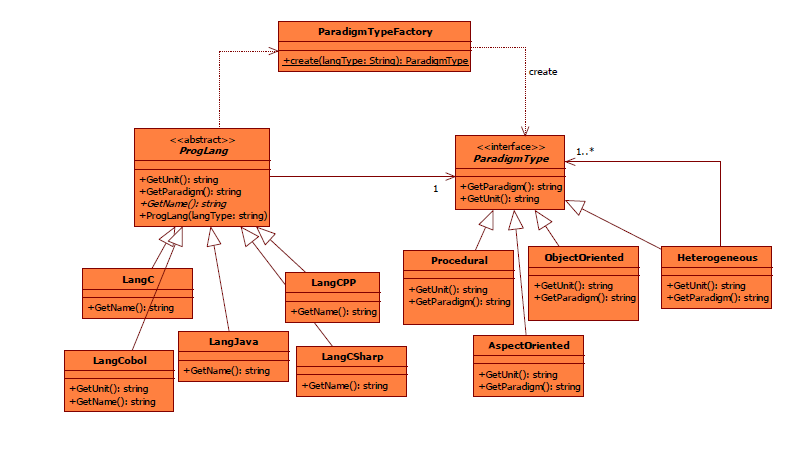 ParadigmTypeFactory
+create(langType: String): ParadigmType
create
<<abstract>>
ProgLang
+GetUnit(): string
+GetParadigm(): string
+GetName(): string
+ProgLang(langType: string)
1
<<interface>>
ParadigmType
+GetParadigm(): string
+GetUnit(): string
1..*
LangC
+GetName(): string
LangCPP
+GetName(): string
LangCobol
+GetUnit(): string
+GetName(): string
LangJava
+GetName(): string
LangCSharp
+GetName(): string
Procedural
+GetUnit(): string
+GetParadigm(): string
ObjectOriented
+GetUnit(): string
+GetParadigm(): string
Heterogeneous
+GetUnit(): string
+GetParadigm(): string
AspectOriented
+GetUnit(): string
+GetParadigm(): string